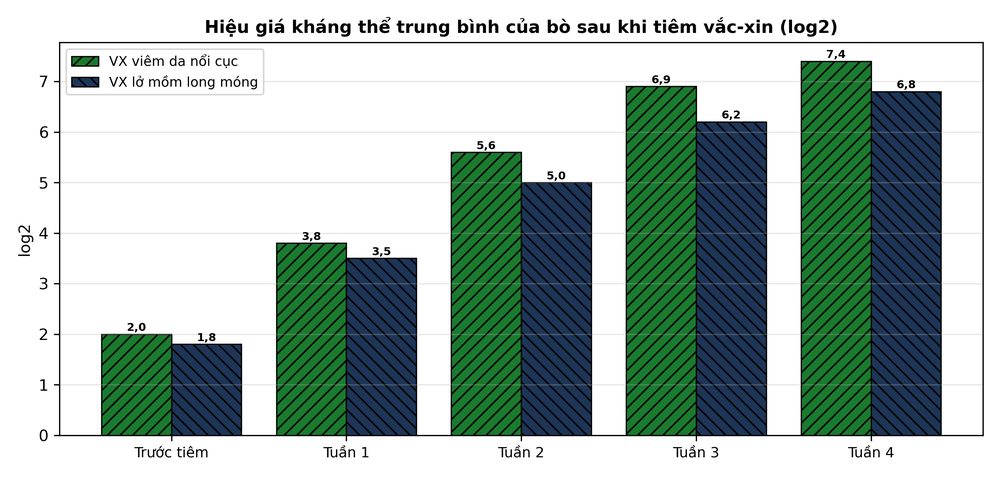 Hiệu giá kháng thể trung bình của bò sau khi tiêm vắc-xin (log2)
VX viêm da nổi cục
VX lở mồm long móng
log2
7
6
5
4
3
2
1
0
2,0
1,8
3,8
3,5
5,6
5,0
6,9
6,2
7,4
6,8
Trước tiêm
Tuần 1
Tuần 2
Tuần 3
Tuần 4